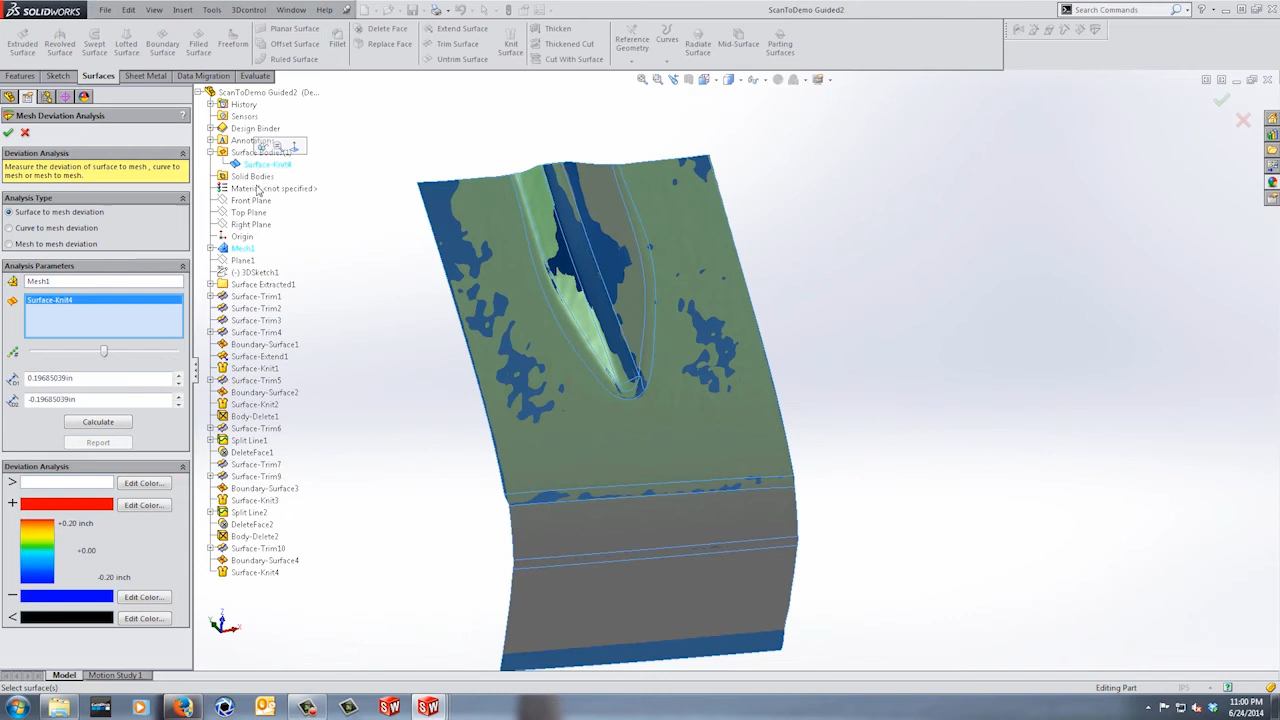 SOLIDWORKS
File Edit View Insert Tools 3Dcontrol Window Help
ScanToDemo Guided2
Search Commands
Extruded Surface
Revolved Surface
Swept Surface
Lofted Surface
Boundary Surface
Filled Surface
Freeform
Planar Surface
Offset Surface
Ruled Surface
Fillet
Delete Face
Replace Face
Extend Surface
Trim Surface
Untrim Surface
Knit Surface
Thicken
Thickened Cut
Cut With Surface
Reference Geometry
Curves
Radiate Surface
Mid-Surface
Parting Surfaces
Features Sketch Surfaces Sheet Metal Data Migration Evaluate
Mesh Deviation Analysis ?
Deviation Analysis
Measure the deviation of surface to mesh , curve to mesh or mesh to mesh.
Analysis Type
Surface to mesh deviation
Curve to mesh deviation
Mesh to mesh deviation
Analysis Parameters
Mesh1
Surface-Knit4
0.19685039in
-0.19685039in
Calculate
Report
Deviation Analysis
> Edit Color...
+ Edit Color...
+0.20 inch
+0.00
-0.20 inch
− Edit Color...
< Edit Color...
ScanToDemo Guided2 (De...
History
Sensors
Design Binder
Surface-Knit4
Solid Bodies
Material <not specified>
Front Plane
Top Plane
Right Plane
Origin
Mesh1
Plane1
(-) 3DSketch1
Surface Extracted1
Surface-Trim1
Surface-Trim2
Surface-Trim3
Surface-Trim4
Boundary-Surface1
Surface-Extend1
Surface-Knit1
Surface-Trim5
Boundary-Surface2
Surface-Knit2
Body-Delete1
Surface-Trim6
Split Line1
DeleteFace1
Surface-Trim7
Surface-Trim9
Boundary-Surface3
Surface-Knit3
Split Line2
DeleteFace2
Body-Delete2
Surface-Trim10
Boundary-Surface4
Surface-Knit4
Model Motion Study 1
Select surface(s)
Editing Part
IPS
11:00 PM
6/24/2014